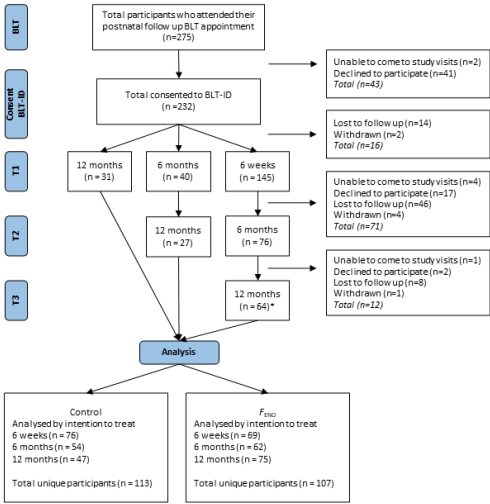 BLT
Total participants who attended their
postnatal follow up BLT appointment
(n=275)
Unable to come to study visits (n=2)
Declined to participate (n=41)
Total (n=43)
Consent
BLT-ID
Total consented to BLT-ID
(n=232)
Lost to follow up (n=14)
Withdrawn (n=2)
Total (n=16)
T1
12 months
(n = 31)
6 months
(n = 40)
6 weeks
(n = 145)
Unable to come to study visits (n=4)
Declined to participate (n=17)
Lost to follow up (n=46)
Withdrawn (n=4)
Total (n=71)
T2
12 months
(n = 27)
6 months
(n = 76)
Unable to come to study visits (n=1)
Declined to participate (n=2)
Lost to follow up (n=8)
Withdrawn (n=1)
Total (n=12)
T3
12 months
(n = 64)*
Analysis
Control
Analysed by intention to treat
6 weeks (n = 76)
6 months (n = 54)
12 months (n = 47)
Total unique participants (n = 113)
FENO
Analysed by intention to treat
6 weeks (n = 69)
6 months (n = 62)
12 months (n = 75)
Total unique participants (n = 107)